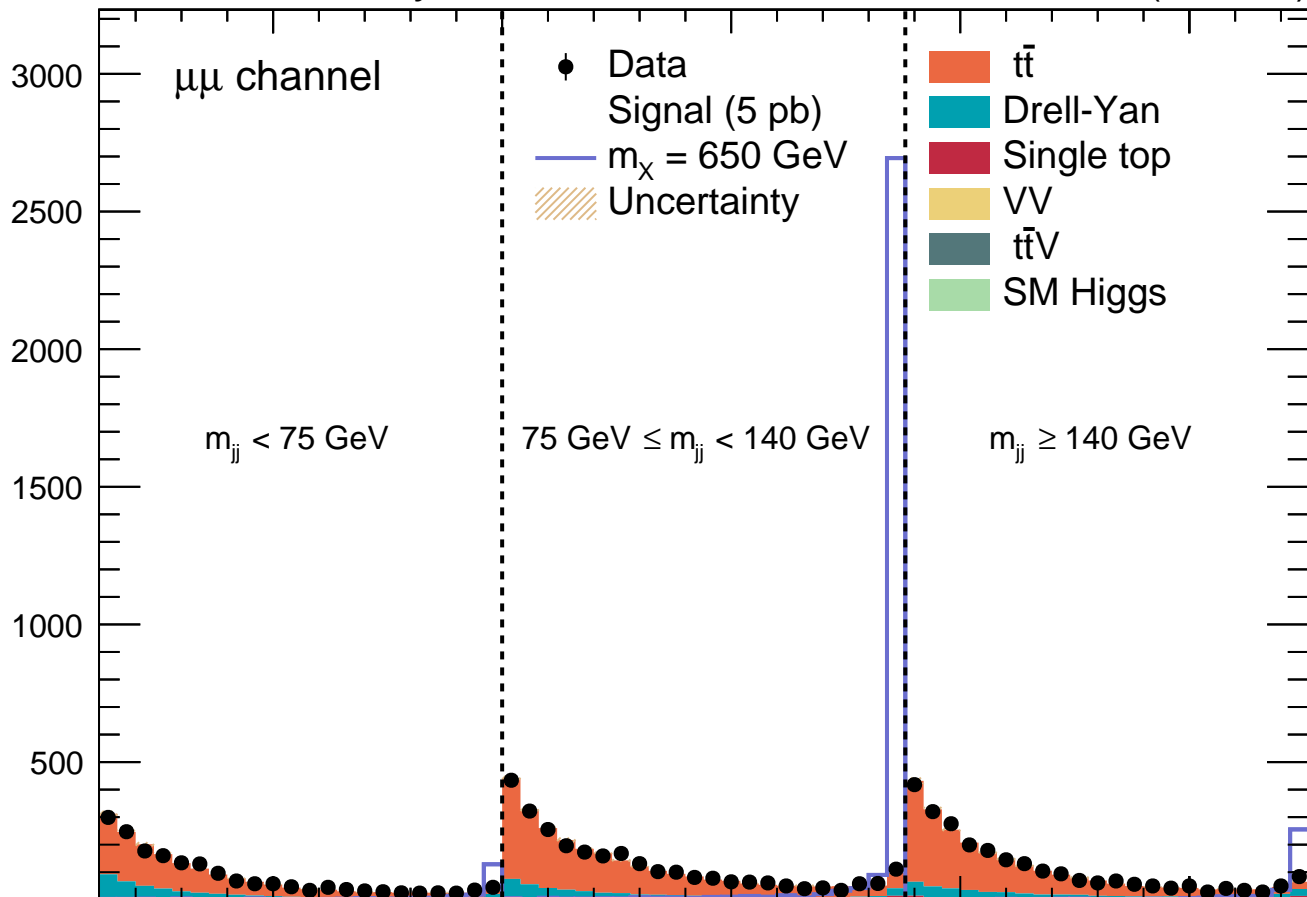 3000
2500
2000
1500
1000
500
μμ channel
Data
Signal (5 pb)
m_X = 650 GeV
Uncertainty
tt̄
Drell-Yan
Single top
VV
tt̄V
SM Higgs
m_jj < 75 GeV
75 GeV ≤ m_jj < 140 GeV
m_jj ≥ 140 GeV